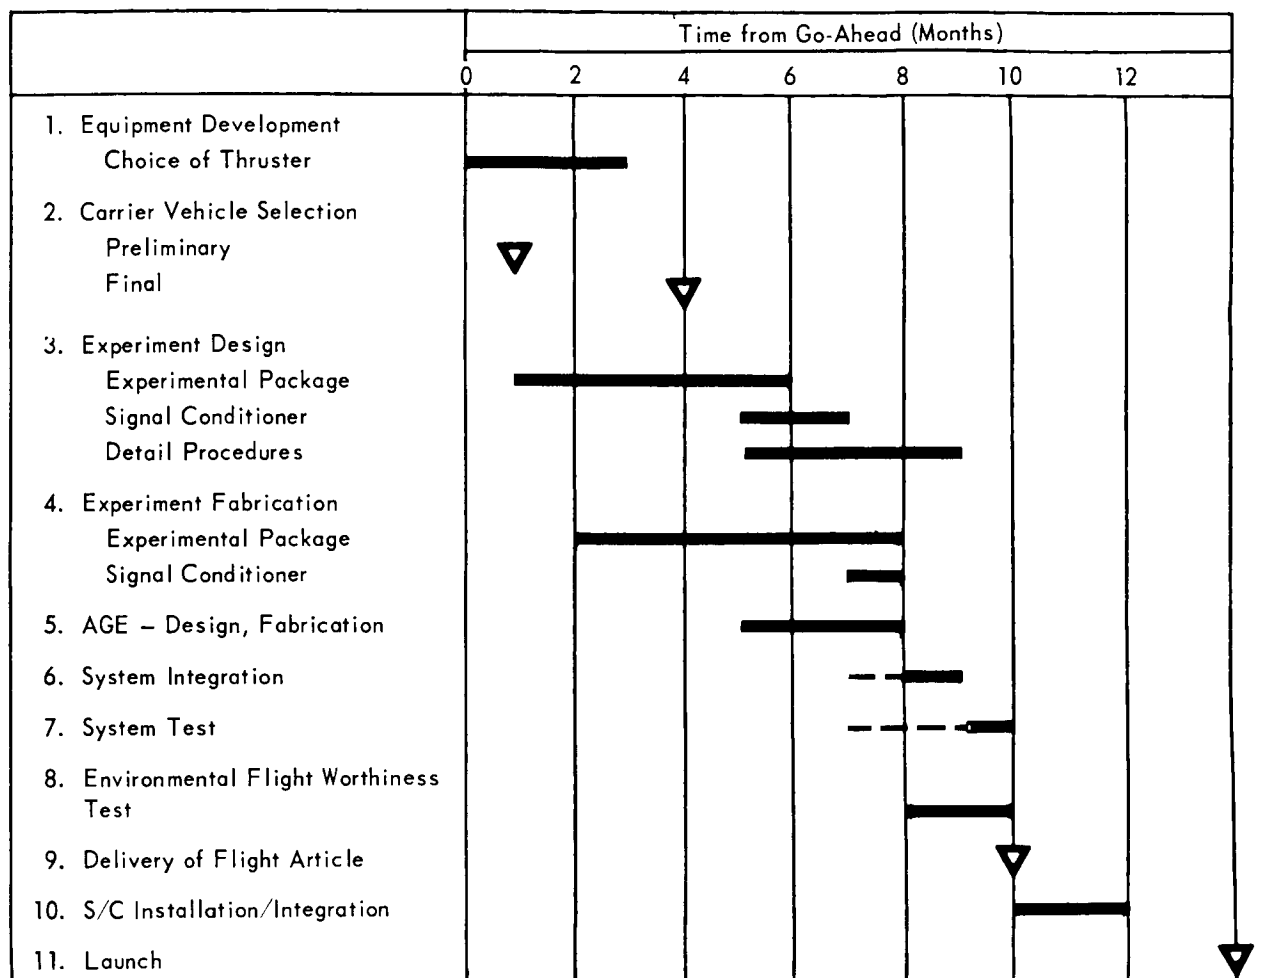 Time from Go-Ahead (Months)
0 2 4 6 8 10 12
1. Equipment Development
Choice of Thruster
2. Carrier Vehicle Selection
Preliminary
Final
3. Experiment Design
Experimental Package
Signal Conditioner
Detail Procedures
4. Experiment Fabrication
Experimental Package
Signal Conditioner
5. AGE – Design, Fabrication
6. System Integration
7. System Test
8. Environmental Flight Worthiness
Test
9. Delivery of Flight Article
10. S/C Installation/Integration
11. Launch